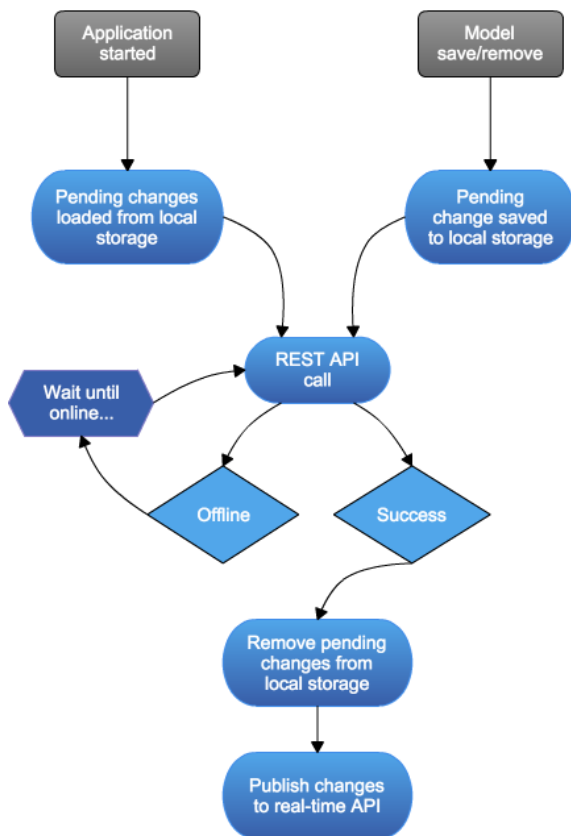 Application
started
Model
save/remove
Pending changes
loaded from local
storage
Pending
change saved
to local storage
REST API
call
Wait until
online...
Offline
Success
Remove pending
changes from
local storage
Publish changes
to real-time API